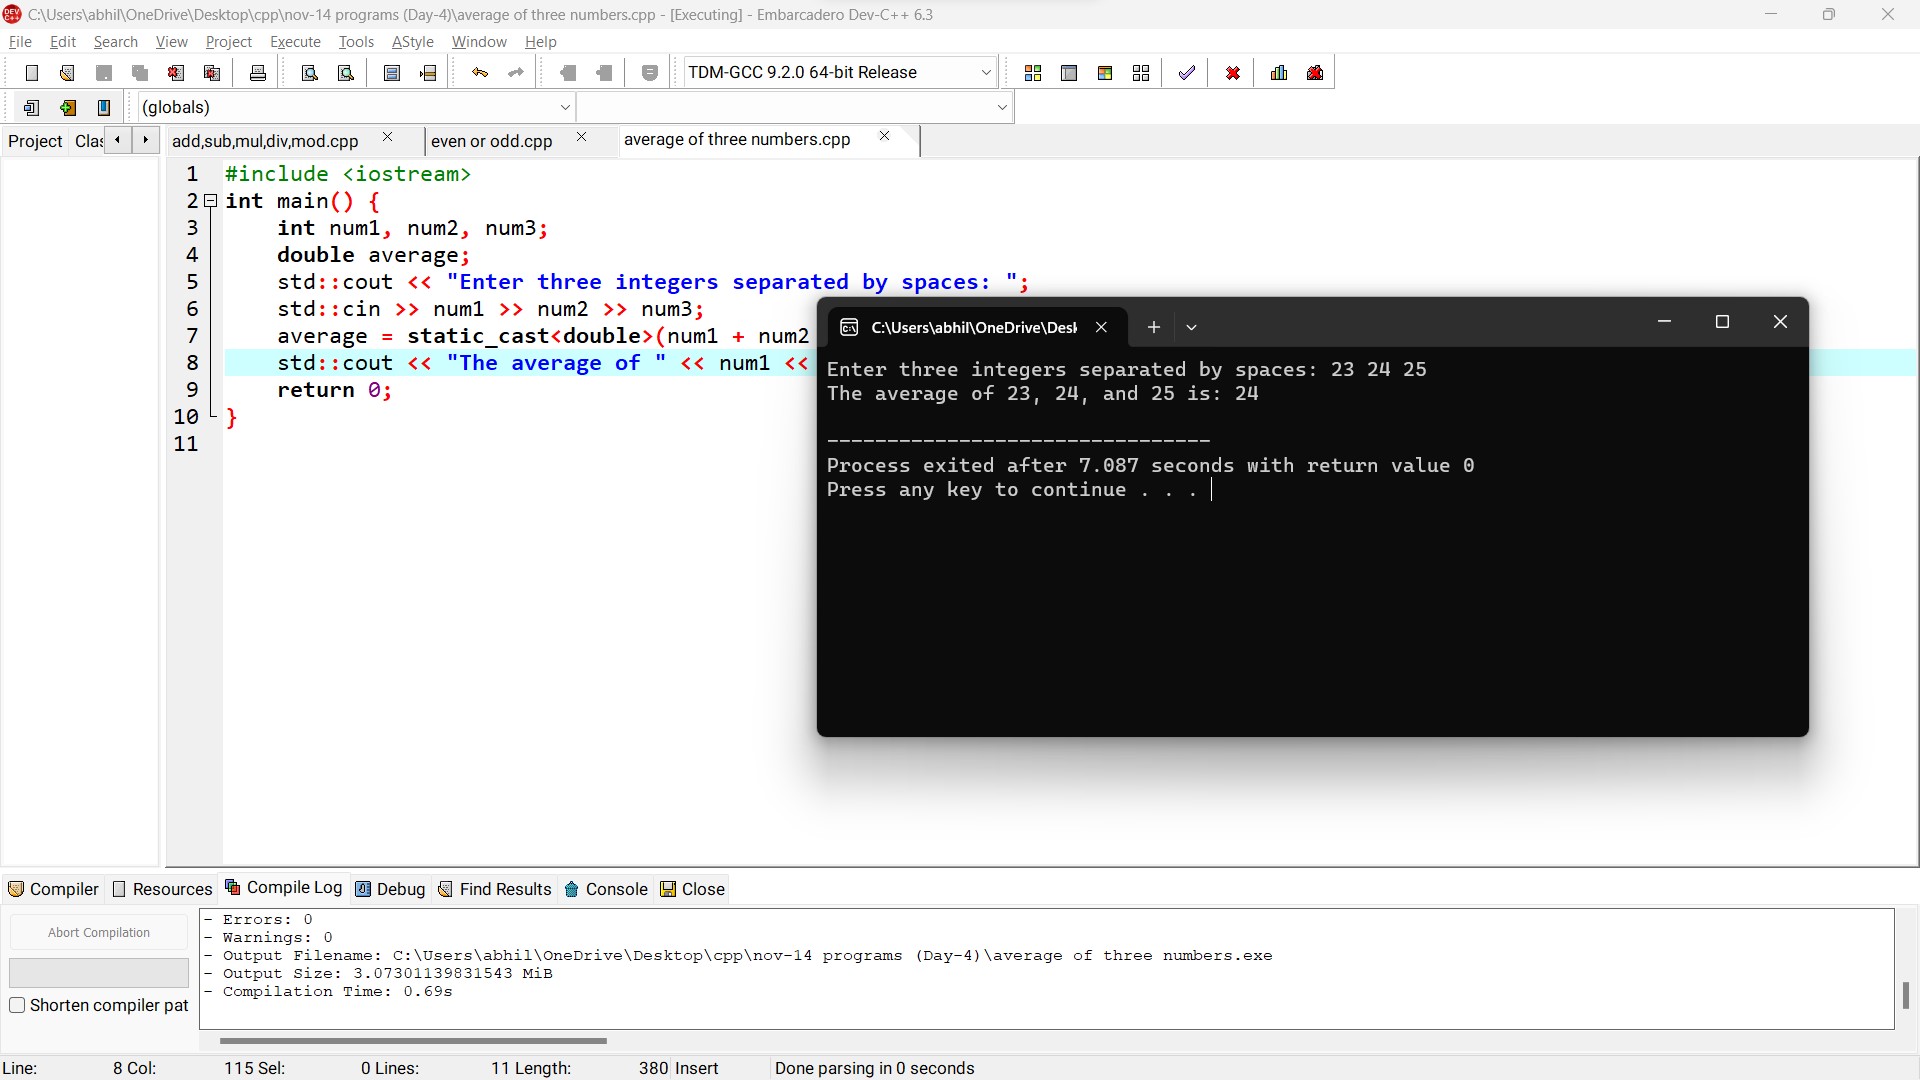 C:\Users\abhil\OneDrive\Desktop\cpp\nov-14 programs (Day-4)\average of three numbers.cpp - [Executing] - Embarcadero Dev-C++ 6.3
File Edit Search View Project Execute Tools AStyle Window Help
TDM-GCC 9.2.0 64-bit Release
(globals)
Project Clas add,sub,mul,div,mod.cpp even or odd.cpp average of three numbers.cpp
1 #include <iostream>
2 int main() {
3 int num1, num2, num3;
4 double average;
5 std::cout << "Enter three integers separated by spaces: ";
6 std::cin >> num1 >> num2 >> num3;
7 average = static_cast<double>(num1 + num2
8 std::cout << "The average of " << num1 <<
9 return 0;
10 }
11
C:\Users\abhil\OneDrive\Desl
Enter three integers separated by spaces: 23 24 25
The average of 23, 24, and 25 is: 24
--------------------------------
Process exited after 7.087 seconds with return value 0
Press any key to continue . . .
Compiler Resources Compile Log Debug Find Results Console Close
Abort Compilation
Shorten compiler pat
- Errors: 0
- Warnings: 0
- Output Filename: C:\Users\abhil\OneDrive\Desktop\cpp\nov-14 programs (Day-4)\average of three numbers.exe
- Output Size: 3.07301139831543 MiB
- Compilation Time: 0.69s
Line: 8 Col: 115 Sel: 0 Lines: 11 Length: 380 Insert Done parsing in 0 seconds